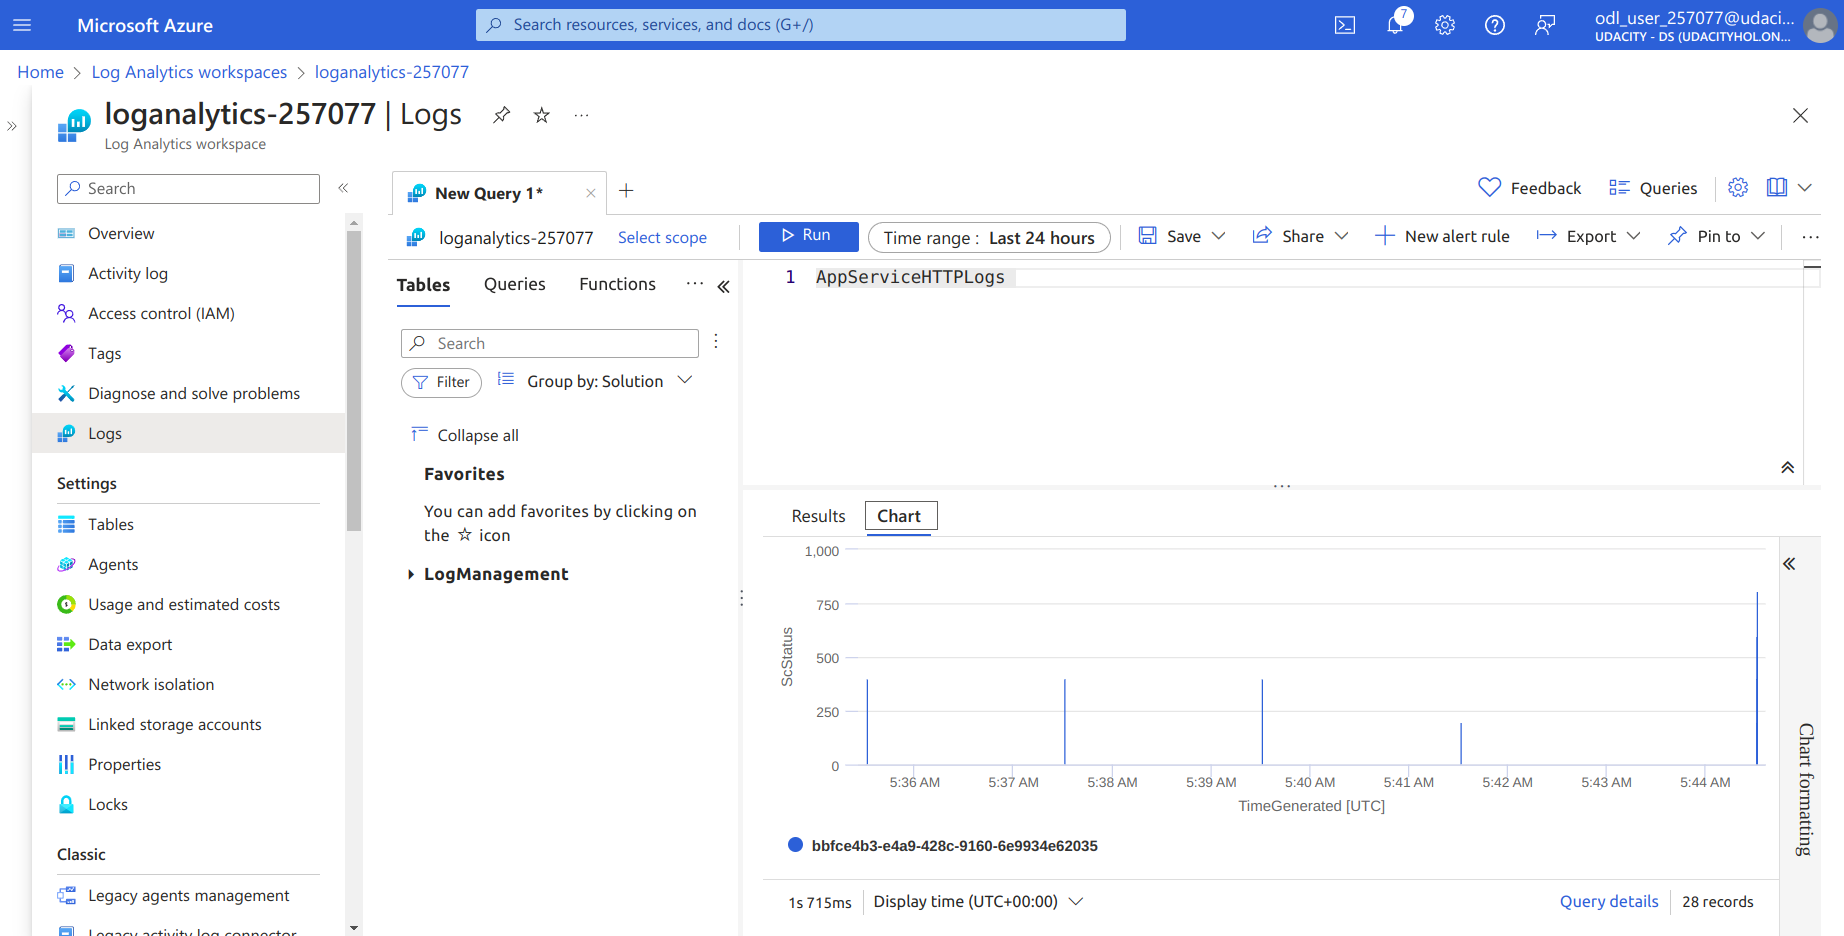 Microsoft Azure
Search resources, services, and docs (G+/)
7
odl_user_257077@udaci...
UDACITY - DS (UDACITYHOL.ON...
Home > Log Analytics workspaces > loganalytics-257077
loganalytics-257077 | Logs
Log Analytics workspace
Search
Overview
Activity log
Access control (IAM)
Tags
Diagnose and solve problems
Logs
Settings
Tables
Agents
Usage and estimated costs
Data export
Network isolation
Linked storage accounts
Properties
Locks
Classic
Legacy agents management
Legacy activity log connector
New Query 1*
Feedback
Queries
loganalytics-257077
Select scope
Run
Time range : Last 24 hours
Save
Share
New alert rule
Export
Pin to
Tables
Queries
Functions
Search
Filter
Group by: Solution
Collapse all
Favorites
You can add favorites by clicking on
the ☆ icon
LogManagement
1 AppServiceHTTPLogs
Results
Chart
1,000
750
500
250
0
ScStatus
5:36 AM
5:37 AM
5:38 AM
5:39 AM
5:40 AM
5:41 AM
5:42 AM
5:43 AM
5:44 AM
TimeGenerated [UTC]
bbfce4b3-e4a9-428c-9160-6e9934e62035
Chart formatting
1s 715ms
Display time (UTC+00:00)
Query details
28 records